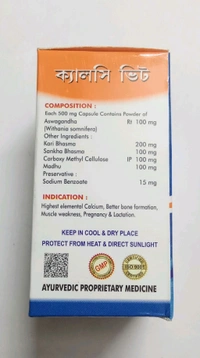 ক্যালসি ভিট
COMPOSITION :
Each 500 mg Capsule Contains Powder of
Aswagandha RI 100 mg
(Withania somnifera)
Other Ingredients :
Kari Bhasma 200 mg
Sankha Bhasma 100 mg
Carboxy Methyl Cellulose IP 100 mg
Madhu 100 mg
Preservative :
Sodium Benzoate 15 mg
INDICATION :
Highest elemental Calcium, Better bone formation,
Muscle weakness, Pregnancy & Lactation.
KEEP IN COOL & DRY PLACE
PROTECT FROM HEAT & DIRECT SUNLIGHT
GMP
ISO 9001
AYURVEDIC PROPRIETARY MEDICINE